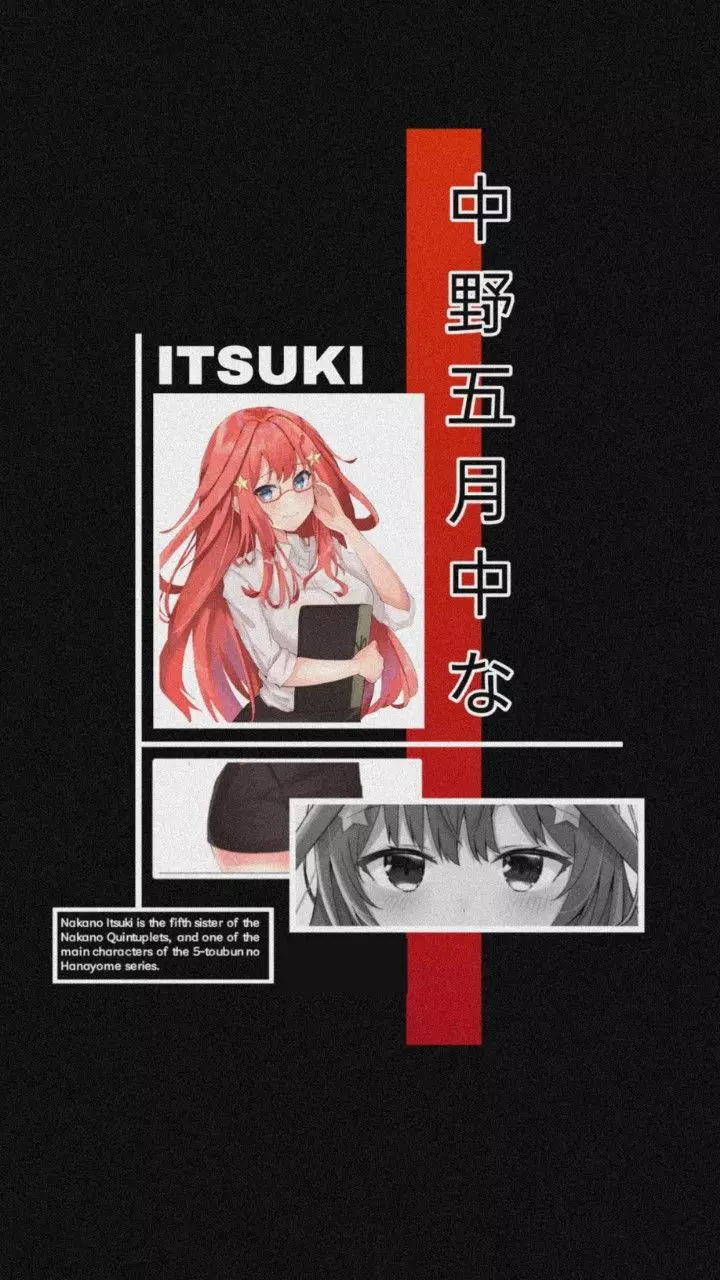 ITSUKI
中野五月中な
Nakano Itsuki is the fifth sister of the
Nakano Quintuplets, and one of the
main characters of the 5-toubun no
Hanayome series.